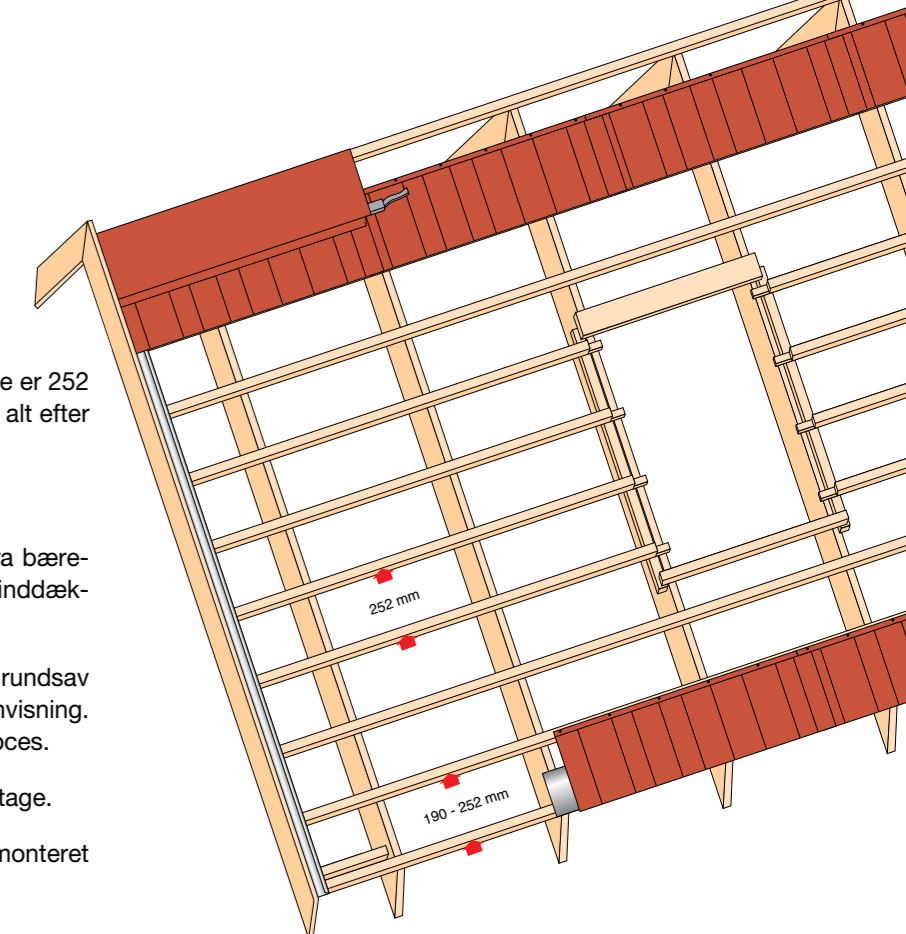 e er 252
alt efter
a bære-
inddæk-
rundsav
nvisning.
oces.
tage.
monteret
252 mm
190 - 252 mm